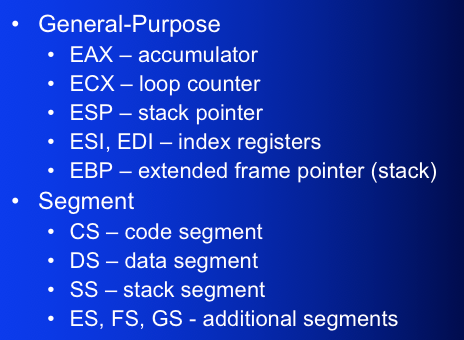 • General-Purpose
• EAX – accumulator
• ECX – loop counter
• ESP – stack pointer
• ESI, EDI – index registers
• EBP – extended frame pointer (stack)
• Segment
• CS – code segment
• DS – data segment
• SS – stack segment
• ES, FS, GS - additional segments